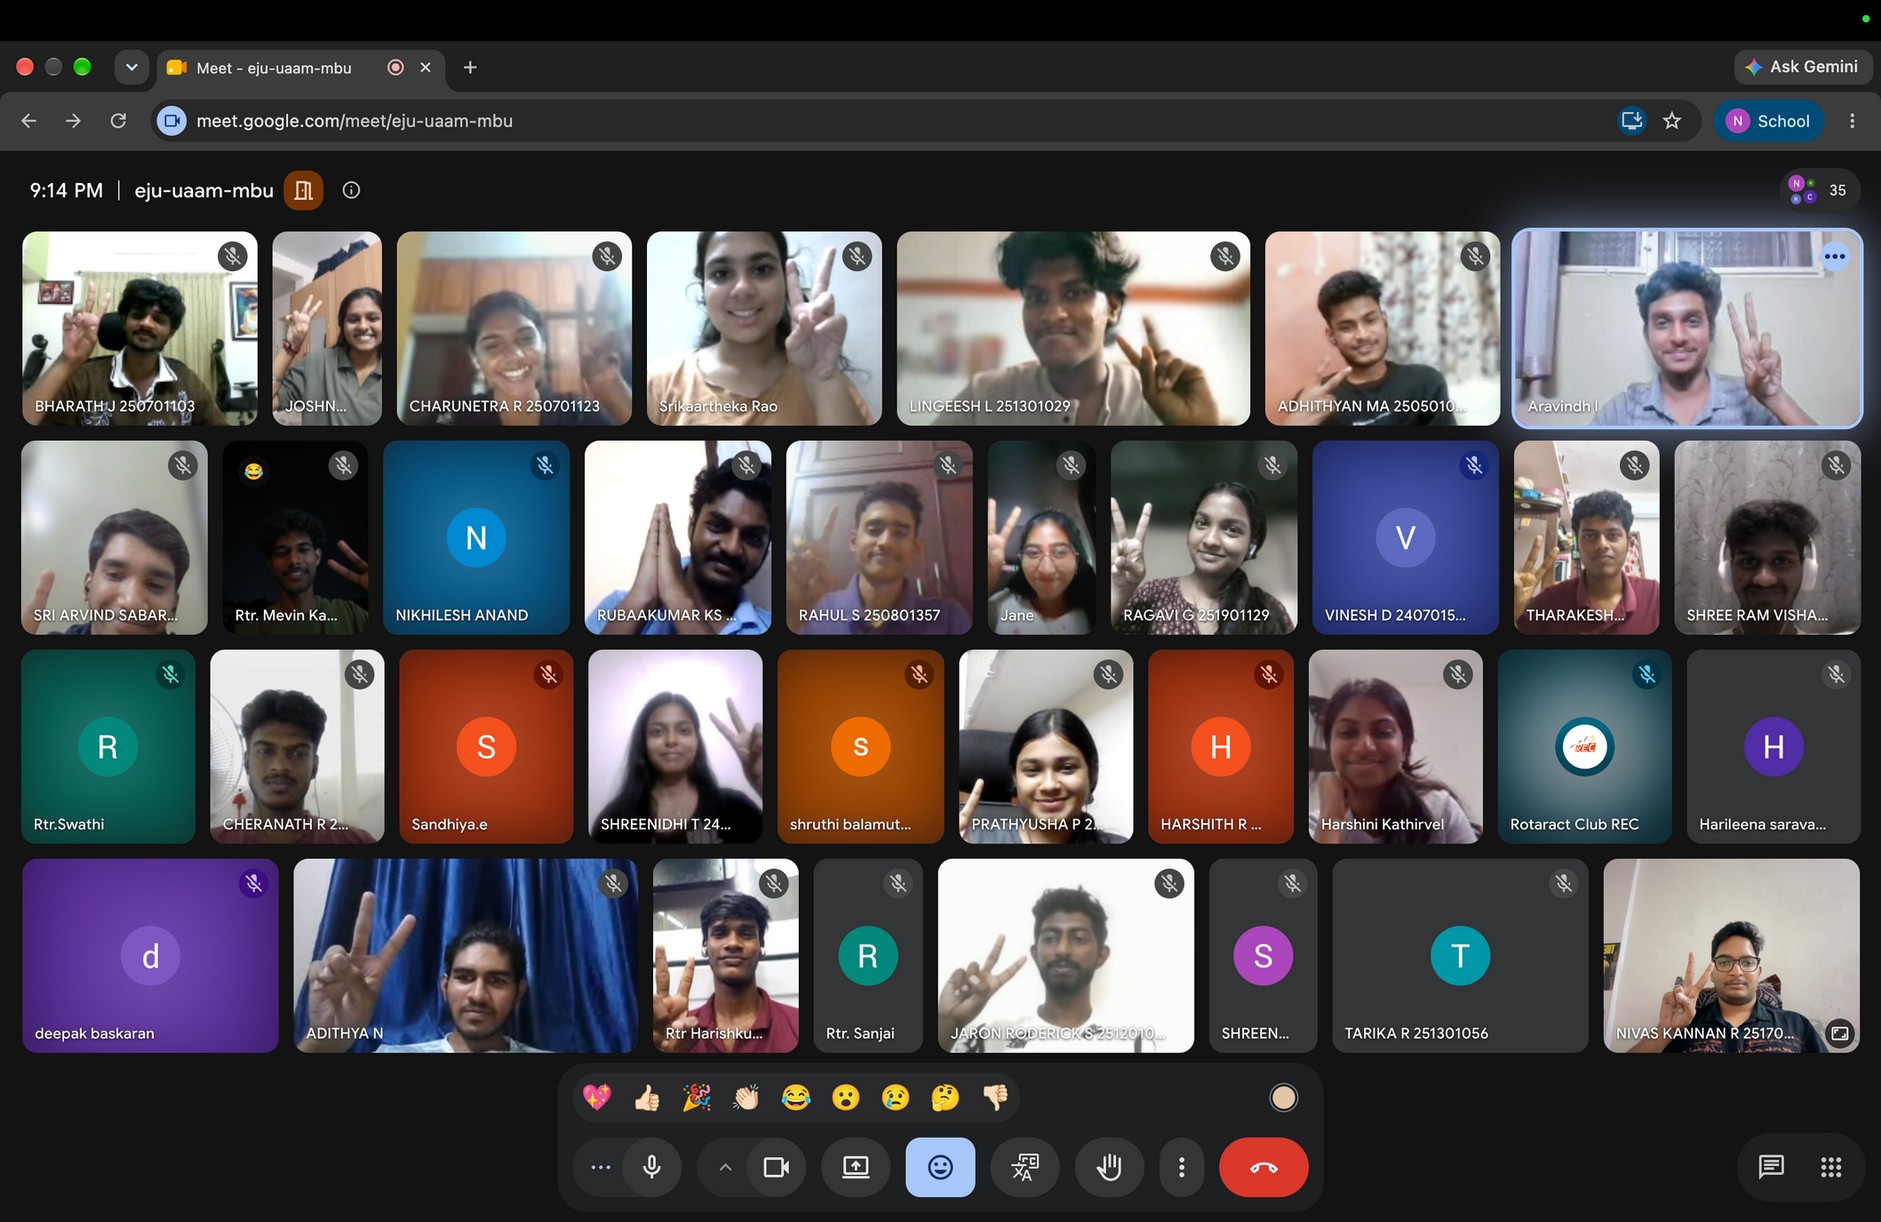 Meet - eju-uaam-mbu
Ask Gemini
meet.google.com/meet/eju-uaam-mbu
N School
9:14 PM | eju-uaam-mbu
N R R C 35
BHARATH J 250701103
JOSHN...
CHARUNETRA R 250701123
Srikaartheka Rao
LINGEESH L 251301029
ADHITHYAN MA 2505010...
Aravindh I
SRI ARVIND SABAR...
Rtr. Mevin Ka...
N
NIKHILESH ANAND
RUBAAKUMAR KS ...
RAHUL S 250801357
Jane
RAGAVI G 251901129
V
VINESH D 2407015...
THARAKESH...
SHREE RAM VISHA...
R
Rtr.Swathi
CHERANATH R 2...
S
Sandhiya.e
SHREENIDHI T 24...
s
shruthi balamut...
PRATHYUSHA P 2...
H
HARSHITH R ...
Harshini Kathirvel
REC
Rotaract Club REC
H
Harileena sarava...
d
deepak baskaran
ADITHYA N
Rtr Harishku...
R
Rtr. Sanjai
JARON RODERICK S 2512010...
S
SHREEN...
T
TARIKA R 251301056
NIVAS KANNAN R 25170...